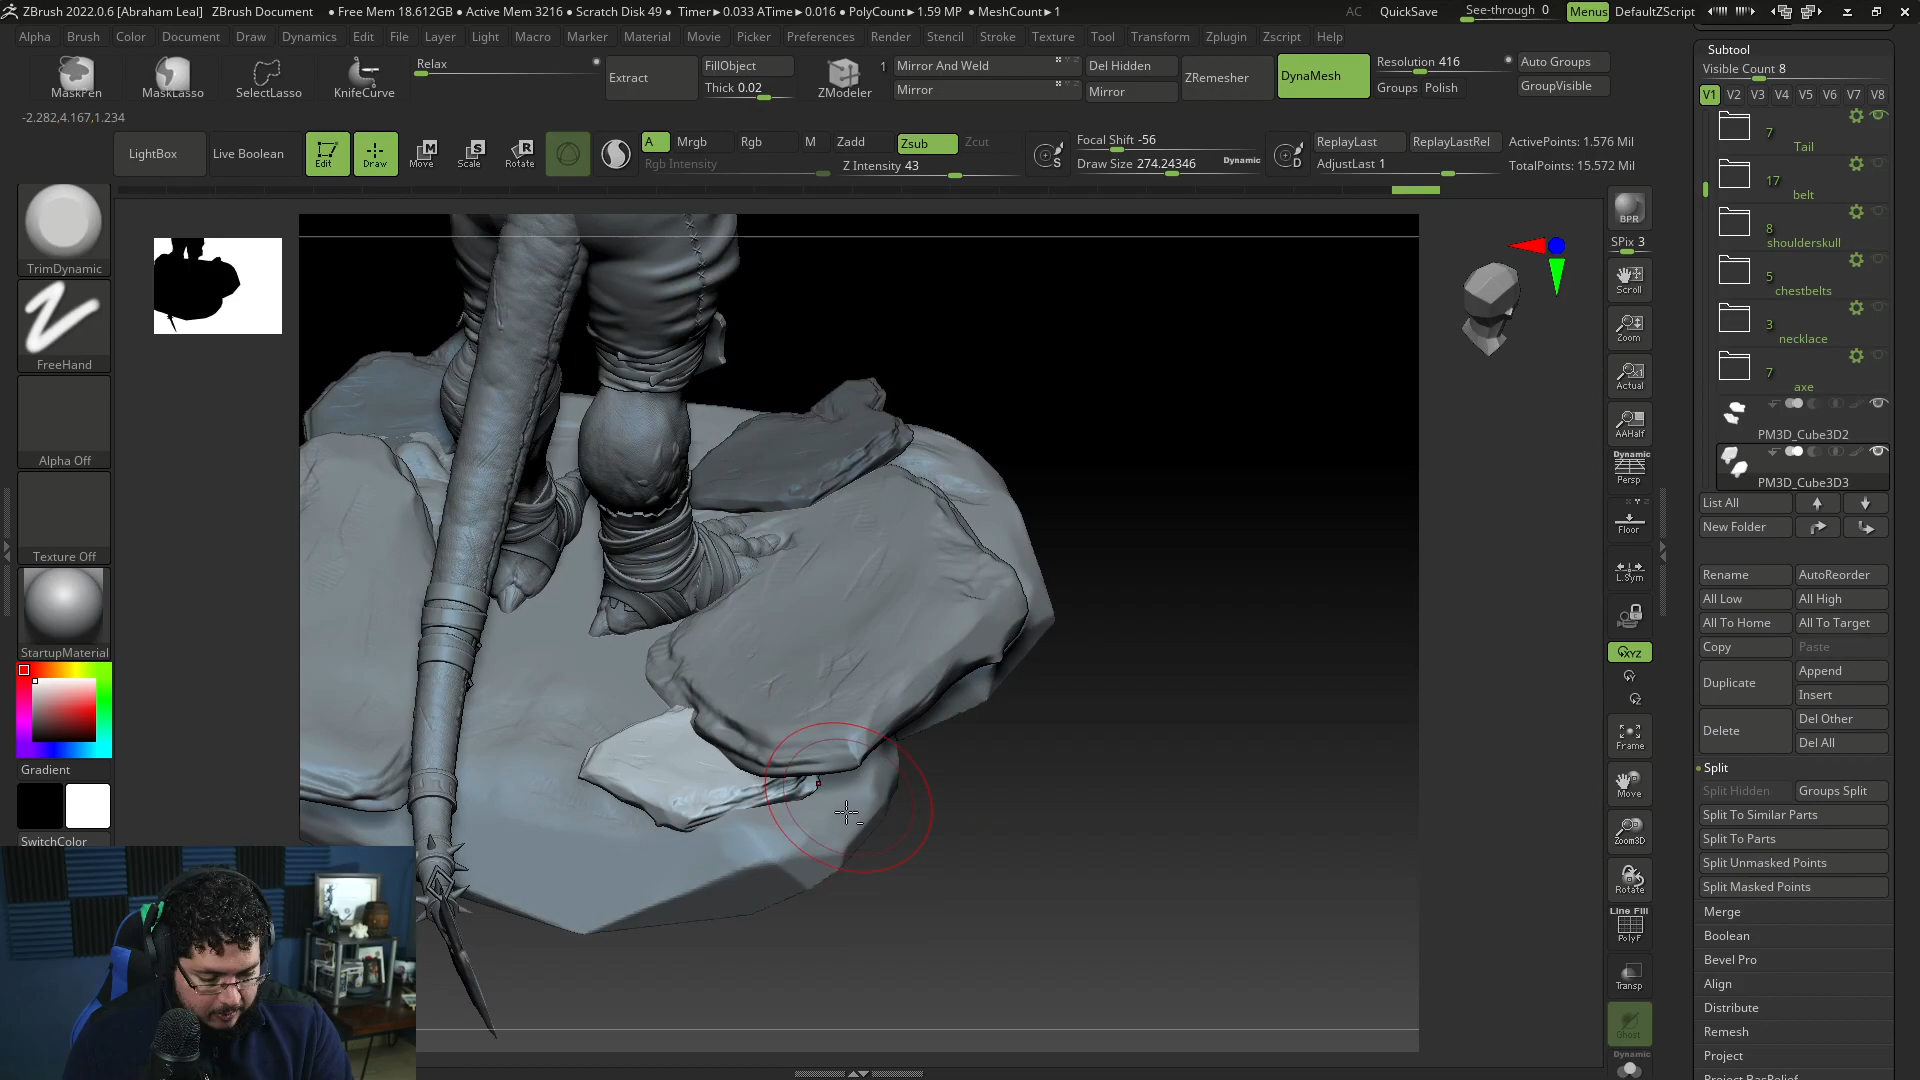 ZBrush 2022.0.6 [Abraham Leal] ZBrush Document • Free Mem 18.612GB • Active Mem 3216 • Scratch Disk 49 • Timer▸0.033 ATime▸0.016 • PolyCount▸1.59 MP • MeshCount▸1 AC QuickSave See-through 0 Menus DefaultZScript
Alpha Brush Color Document Draw Dynamics Edit File Layer Light Macro Marker Material Movie Picker Preferences Render Stencil Stroke Texture Tool Transform Zplugin Zscript Help
MaskPen MaskLasso SelectLasso KnifeCurve Relax Extract FillObject Thick 0.02 ZModeler 1 Mirror And Weld Mirror Del Hidden Mirror ZRemesher DynaMesh Resolution 416 Groups Polish Auto Groups GroupVisible
-2.282,4.167,1.234
LightBox Live Boolean Edit Draw Move Scale Rotate A Mrgb Rgb M Zadd Zsub Zcut
Rgb Intensity Z Intensity 43
S Focal Shift -56
Draw Size 274.24346 Dynamic
D ReplayLast ReplayLastRel
AdjustLast 1
ActivePoints: 1.576 Mil
TotalPoints: 15.572 Mil
TrimDynamic
FreeHand
Alpha Off
Texture Off
StartupMaterial
Gradient
SwitchColor
BPR
SPix 3
Scroll
Zoom
Actual
AAHalf
Dynamic
Persp
Floor
L.Sym
XYZ
Frame
Move
Zoom3D
Rotate
Line Fill
PolyF
Transp
Ghost
Dynamic
Subtool
Visible Count 8
V1 V2 V3 V4 V5 V6 V7 V8
7
Tail
17
belt
8
shoulderskull
5
chestbelts
3
necklace
7
axe
PM3D_Cube3D2
PM3D_Cube3D3
List All
New Folder
Rename AutoReorder
All Low All High
All To Home All To Target
Copy Paste
Duplicate Append
Insert
Delete Del Other
Del All
Split
Split Hidden Groups Split
Split To Similar Parts
Split To Parts
Split Unmasked Points
Split Masked Points
Merge
Boolean
Bevel Pro
Align
Distribute
Remesh
Project
Project BasRelief